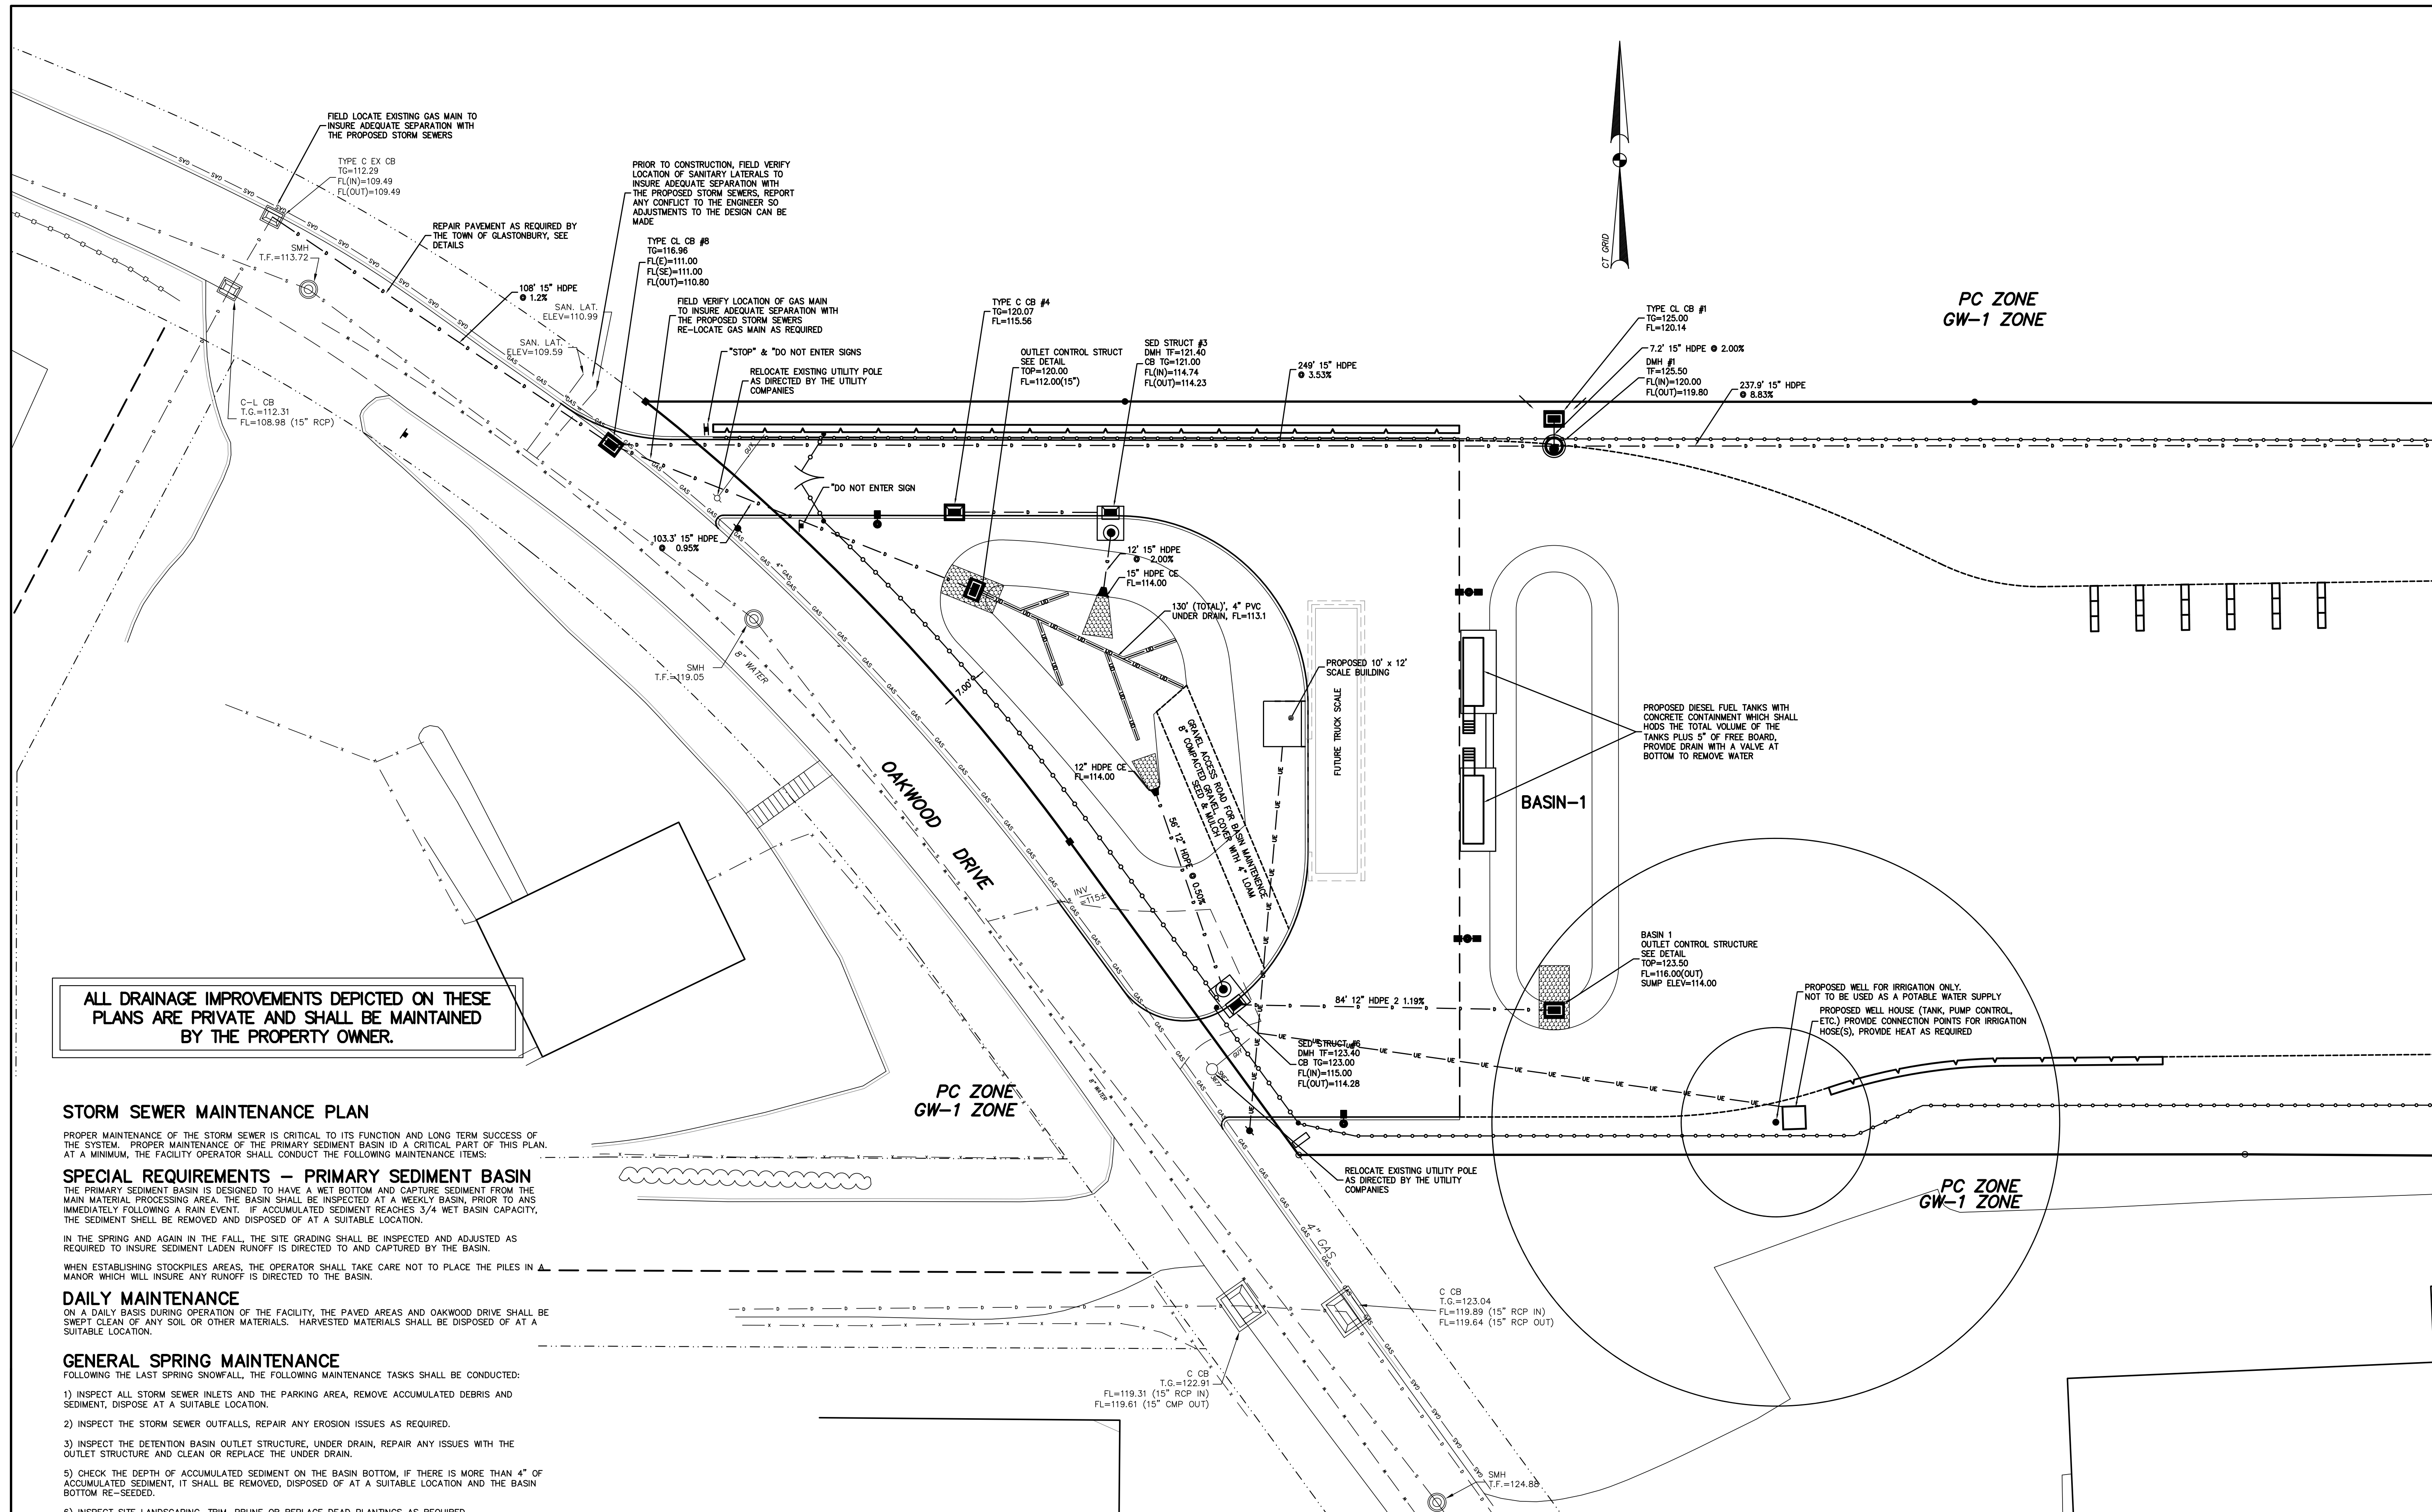 FIELD LOCATE EXISTING GAS MAIN TO
INSURE ADEQUATE SEPARATION WITH
THE PROPOSED STORM SEWERS
TYPE C EX CB
TG=112.29
FL(IN)=109.49
FL(OUT)=109.49
REPAIR PAVEMENT AS REQUIRED BY
THE TOWN OF GLASTONBURY, SEE
DETAILS
SMH
T.F.=113.72
C-L CB
T.G.=112.31
FL=108.98 (15" RCP)
PRIOR TO CONSTRUCTION, FIELD VERIFY
LOCATION OF SANITARY LATERALS TO
INSURE ADEQUATE SEPARATION WITH
THE PROPOSED STORM SEWERS, REPORT
ANY CONFLICT TO THE ENGINEER SO
ADJUSTMENTS TO THE DESIGN CAN BE
MADE
TYPE CL CB #8
TG=116.96
FL(E)=111.00
FL(SE)=111.00
FL(OUT)=110.80
108' 15" HDPE
@ 1.2%
SAN. LAT.
ELEV=110.99
SAN. LAT.
ELEV=109.59
FIELD VERIFY LOCATION OF GAS MAIN
TO INSURE ADEQUATE SEPARATION WITH
THE PROPOSED STORM SEWERS
RE-LOCATE GAS MAIN AS REQUIRED
"STOP" & "DO NOT ENTER SIGNS
RELOCATE EXISTING UTILITY POLE
AS DIRECTED BY THE UTILITY
COMPANIES
TYPE C CB #4
TG=120.07
FL=115.56
OUTLET CONTROL STRUCT
SEE DETAIL
TOP=120.00
FL=112.00(15")
SED STRUCT #3
DMH TF=121.40
CB TG=121.00
FL(IN)=114.74
FL(OUT)=114.23
249' 15" HDPE
@ 3.53%
CT GRID
TYPE CL CB #1
TG=125.00
FL=120.14
7.2' 15" HDPE @ 2.00%
DMH #1
TF=125.50
FL(IN)=120.00
FL(OUT)=119.80
237.9' 15" HDPE
@ 8.83%
PC ZONE
GW-1 ZONE
GUY
"DO NOT ENTER SIGN
103.3' 15" HDPE
@ 0.95%
4" GAS
12' 15" HDPE
@ 2.00%
15" HDPE CE
FL=114.00
130' (TOTAL)', 4" PVC
UNDER DRAIN, FL=113.1
SMH
T.F.=119.05
8" WATER
7.00'
PROPOSED 10' x 12'
SCALE BUILDING
FUTURE TRUCK SCALE
PROPOSED DIESEL FUEL TANKS WITH
CONCRETE CONTAINMENT WHICH SHALL
HODS THE TOTAL VOLUME OF THE
TANKS PLUS 5" OF FREE BOARD,
PROVIDE DRAIN WITH A VALVE AT
BOTTOM TO REMOVE WATER
GRAVEL ACCESS ROAD FOR BASIN MAINTENENCE
8" COMPACTED GRAVEL, COVER WITH 4" LOAM
SEED & MULCH
12" HDPE CE
FL=114.00
56' 12" HDPE @ 0.50%
OAKWOOD DRIVE
BASIN-1
INV
=115±
BASIN 1
OUTLET CONTROL STRUCTURE
SEE DETAIL
TOP=123.50
FL=116.00(OUT)
SUMP ELEV=114.00
84' 12" HDPE 2 1.19%
PROPOSED WELL FOR IRRIGATION ONLY.
NOT TO BE USED AS A POTABLE WATER SUPPLY
PROPOSED WELL HOUSE (TANK, PUMP CONTROL,
ETC.) PROVIDE CONNECTION POINTS FOR IRRIGATION
HOSE(S), PROVIDE HEAT AS REQUIRED
SED STRUCT #6
DMH TF=123.40
CB TG=123.00
FL(IN)=115.00
FL(OUT)=114.28
GUY
8" WATER
PC ZONE
GW-1 ZONE
RELOCATE EXISTING UTILITY POLE
AS DIRECTED BY THE UTILITY
COMPANIES
PC ZONE
GW-1 ZONE
4" GAS
C CB
T.G.=123.04
FL=119.89 (15" RCP IN)
FL=119.64 (15" RCP OUT)
C CB
T.G.=122.91
FL=119.31 (15" RCP IN)
FL=119.61 (15" CMP OUT)
SMH
T.F.=124.88
ALL DRAINAGE IMPROVEMENTS DEPICTED ON THESE
PLANS ARE PRIVATE AND SHALL BE MAINTAINED
BY THE PROPERTY OWNER.
STORM SEWER MAINTENANCE PLAN
PROPER MAINTENANCE OF THE STORM SEWER IS CRITICAL TO ITS FUNCTION AND LONG TERM SUCCESS OF
THE SYSTEM. PROPER MAINTENANCE OF THE PRIMARY SEDIMENT BASIN ID A CRITICAL PART OF THIS PLAN.
AT A MINIMUM, THE FACILITY OPERATOR SHALL CONDUCT THE FOLLOWING MAINTENANCE ITEMS:
SPECIAL REQUIREMENTS - PRIMARY SEDIMENT BASIN
THE PRIMARY SEDIMENT BASIN IS DESIGNED TO HAVE A WET BOTTOM AND CAPTURE SEDIMENT FROM THE
MAIN MATERIAL PROCESSING AREA. THE BASIN SHALL BE INSPECTED AT A WEEKLY BASIN, PRIOR TO ANS
IMMEDIATELY FOLLOWING A RAIN EVENT. IF ACCUMULATED SEDIMENT REACHES 3/4 WET BASIN CAPACITY,
THE SEDIMENT SHELL BE REMOVED AND DISPOSED OF AT A SUITABLE LOCATION.
IN THE SPRING AND AGAIN IN THE FALL, THE SITE GRADING SHALL BE INSPECTED AND ADJUSTED AS
REQUIRED TO INSURE SEDIMENT LADEN RUNOFF IS DIRECTED TO AND CAPTURED BY THE BASIN.
WHEN ESTABLISHING STOCKPILES AREAS, THE OPERATOR SHALL TAKE CARE NOT TO PLACE THE PILES IN A
MANOR WHICH WILL INSURE ANY RUNOFF IS DIRECTED TO THE BASIN.
DAILY MAINTENANCE
ON A DAILY BASIS DURING OPERATION OF THE FACILITY, THE PAVED AREAS AND OAKWOOD DRIVE SHALL BE
SWEPT CLEAN OF ANY SOIL OR OTHER MATERIALS. HARVESTED MATERIALS SHALL BE DISPOSED OF AT A
SUITABLE LOCATION.
GENERAL SPRING MAINTENANCE
FOLLOWING THE LAST SPRING SNOWFALL, THE FOLLOWING MAINTENANCE TASKS SHALL BE CONDUCTED:
1) INSPECT ALL STORM SEWER INLETS AND THE PARKING AREA, REMOVE ACCUMULATED DEBRIS AND
SEDIMENT, DISPOSE AT A SUITABLE LOCATION.
2) INSPECT THE STORM SEWER OUTFALLS, REPAIR ANY EROSION ISSUES AS REQUIRED.
3) INSPECT THE DETENTION BASIN OUTLET STRUCTURE, UNDER DRAIN, REPAIR ANY ISSUES WITH THE
OUTLET STRUCTURE AND CLEAN OR REPLACE THE UNDER DRAIN.
5) CHECK THE DEPTH OF ACCUMULATED SEDIMENT ON THE BASIN BOTTOM, IF THERE IS MORE THAN 4" OF
ACCUMULATED SEDIMENT, IT SHALL BE REMOVED, DISPOSED OF AT A SUITABLE LOCATION AND THE BASIN
BOTTOM RE-SEEDED.
6) INSPECT SITE LANDSCAPING, TRIM, PRUNE OR REPLACE DEAD PLANTINGS AS REQUIRED